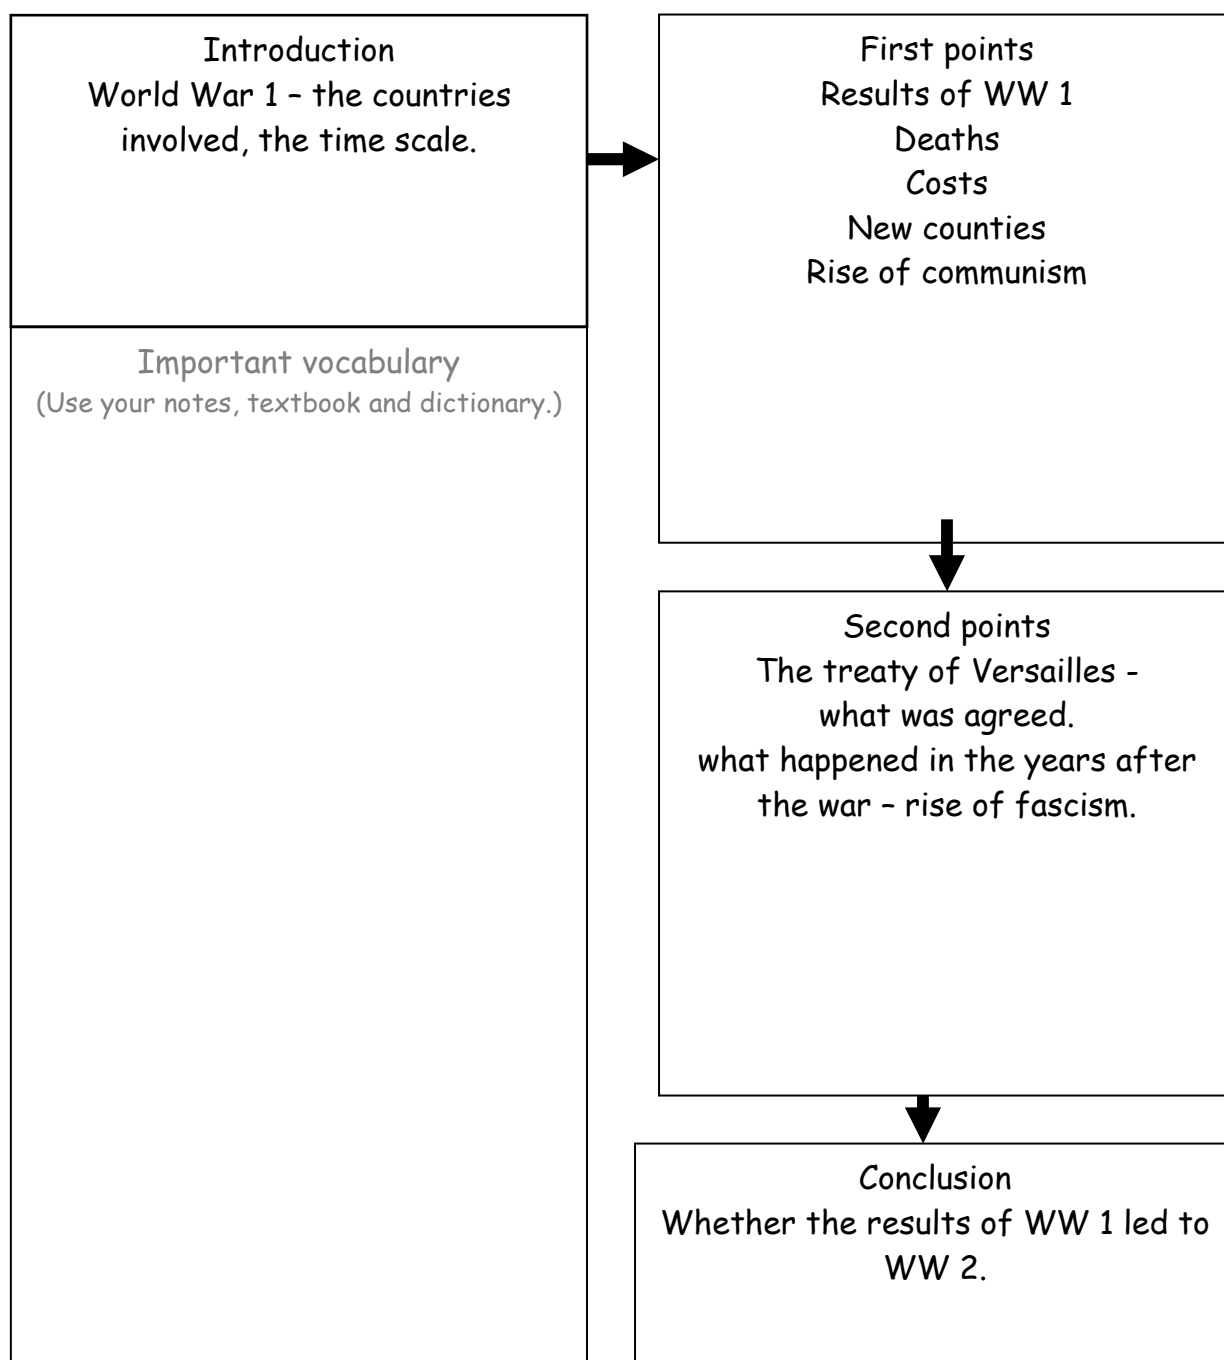 Introduction
World War 1 – the countries
involved, the time scale.
Important vocabulary
(Use your notes, textbook and dictionary.)
First points
Results of WW 1
Deaths
Costs
New counties
Rise of communism
Second points
The treaty of Versailles -
what was agreed.
what happened in the years after
the war – rise of fascism.
Conclusion
Whether the results of WW 1 led to
WW 2.